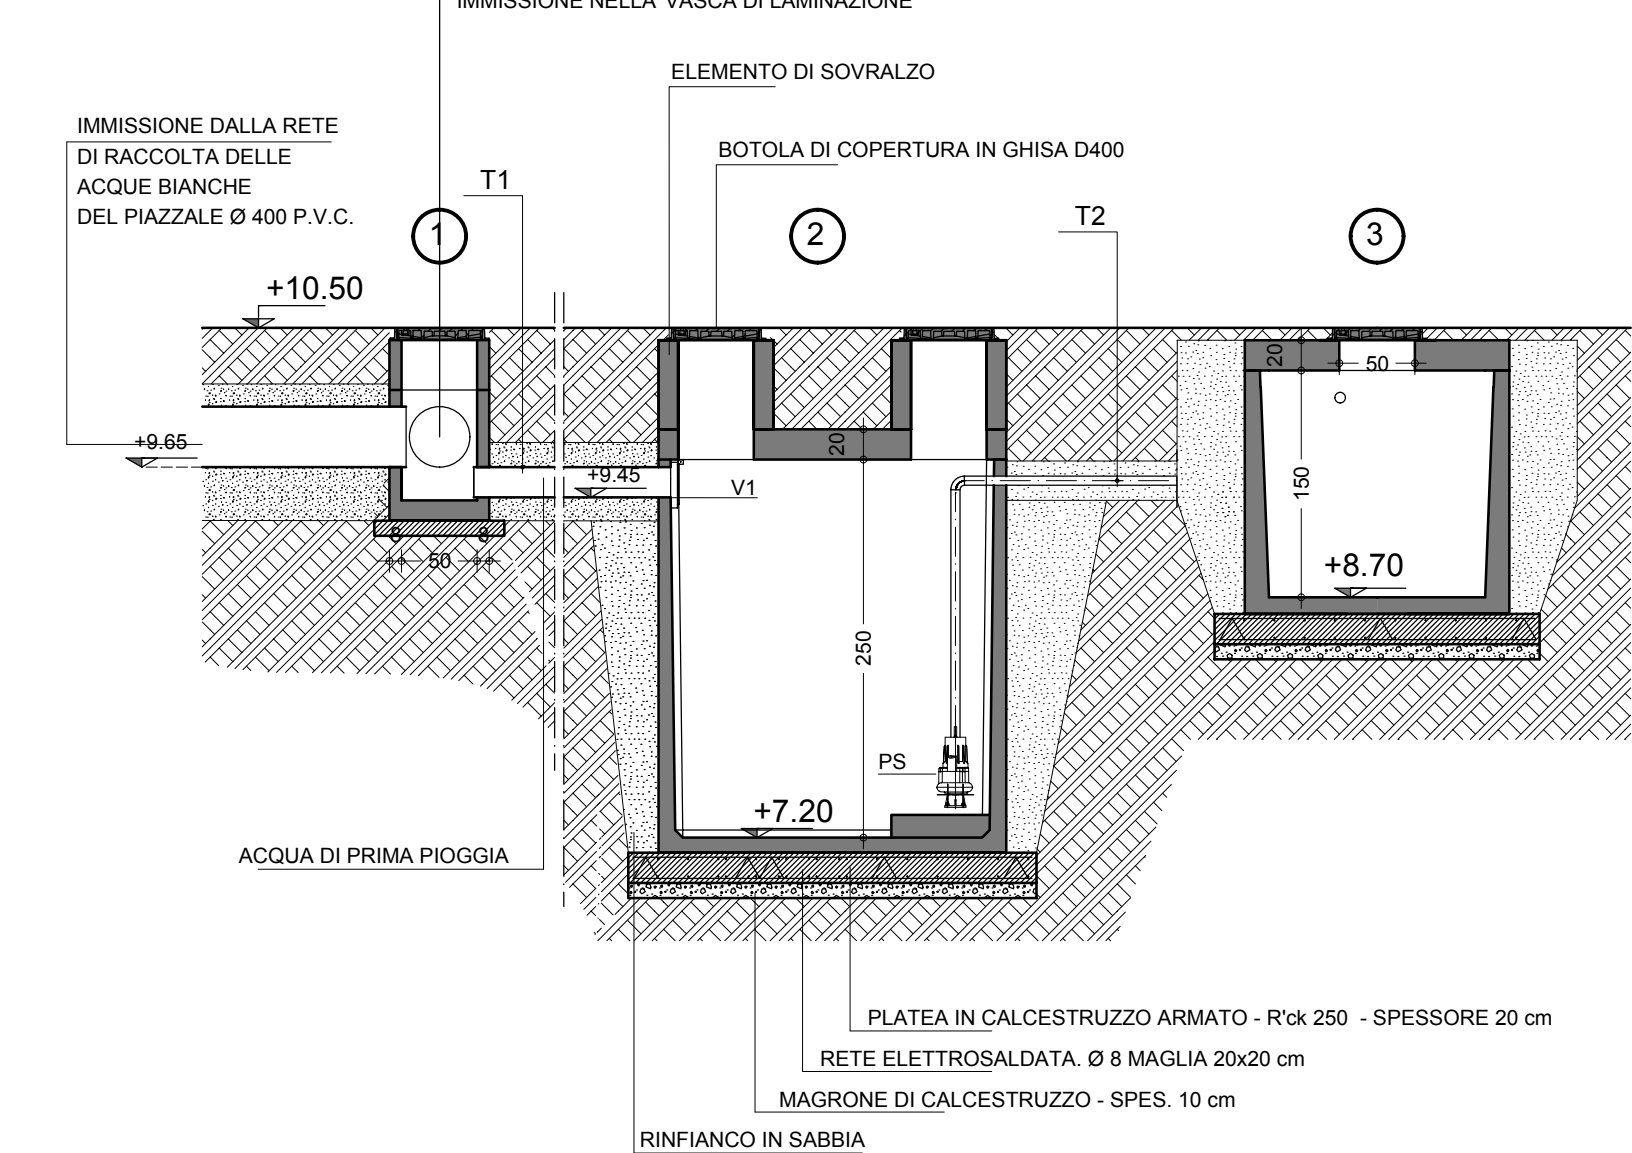 IMMISSIONE NELLA VASCA DI LAMINAZIONE
ELEMENTO DI SOVRALZO
IMMISSIONE DALLA RETE
DI RACCOLTA DELLE
ACQUE BIANCHE
DEL PIAZZALE Ø 400 P.V.C.
BOTOLA DI COPERTURA IN GHISA D400
T1
T2
1
2
3
+10.50
20
50
+9.65
20
+9.45
V1
150
8
50
8
+8.70
250
PS
+7.20
ACQUA DI PRIMA PIOGGIA
PLATEA IN CALCESTRUZZO ARMATO - R'ck 250 - SPESSORE 20 cm
RETE ELETTROSALDATA. Ø 8 MAGLIA 20x20 cm
MAGRONE DI CALCESTRUZZO - SPES. 10 cm
RINFIANCO IN SABBIA